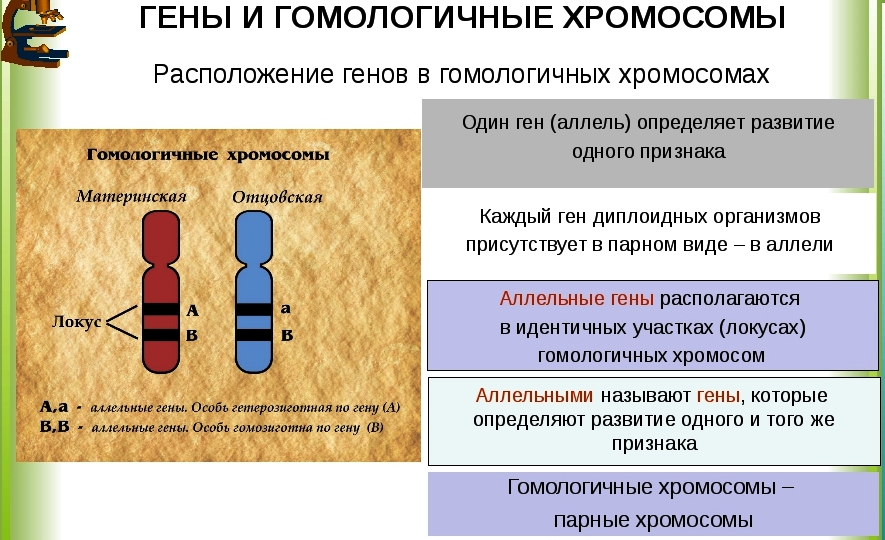 ГЕНЫ И ГОМОЛОГИЧНЫЕ ХРОМОСОМЫ
Расположение генов в гомологичных хромосомах
Гомологичные хромосомы
Материнская Отцовская
Локус
А а
В В
А,а - аллельные гены. Особь гетерозиготная по гену (А)
В,В - аллельные гены. Особь гомозиготна по гену (В)
Один ген (аллель) определяет развитие
одного признака
Каждый ген диплоидных организмов
присутствует в парном виде – в аллели
Аллельные гены располагаются
в идентичных участках (локусах)
гомологичных хромосом
Аллельными называют гены, которые
определяют развитие одного и того же
признака
Гомологичные хромосомы –
парные хромосомы